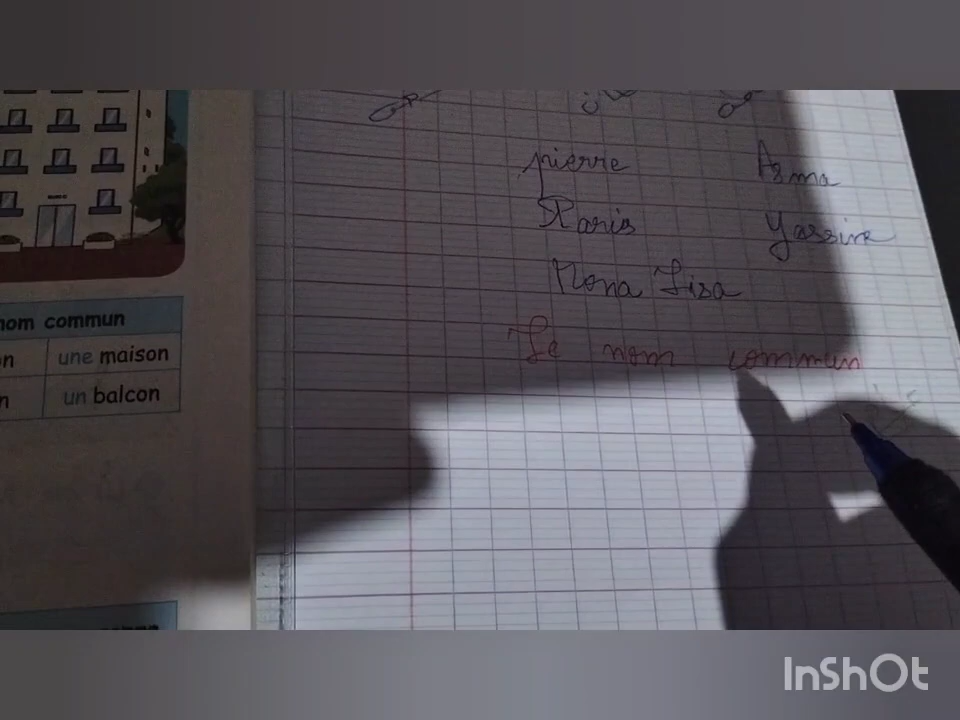 nom commun
une maison
un balcon
pierre Asma
Paris Yassine
Mona Lisa
Le nom commun
InShOt